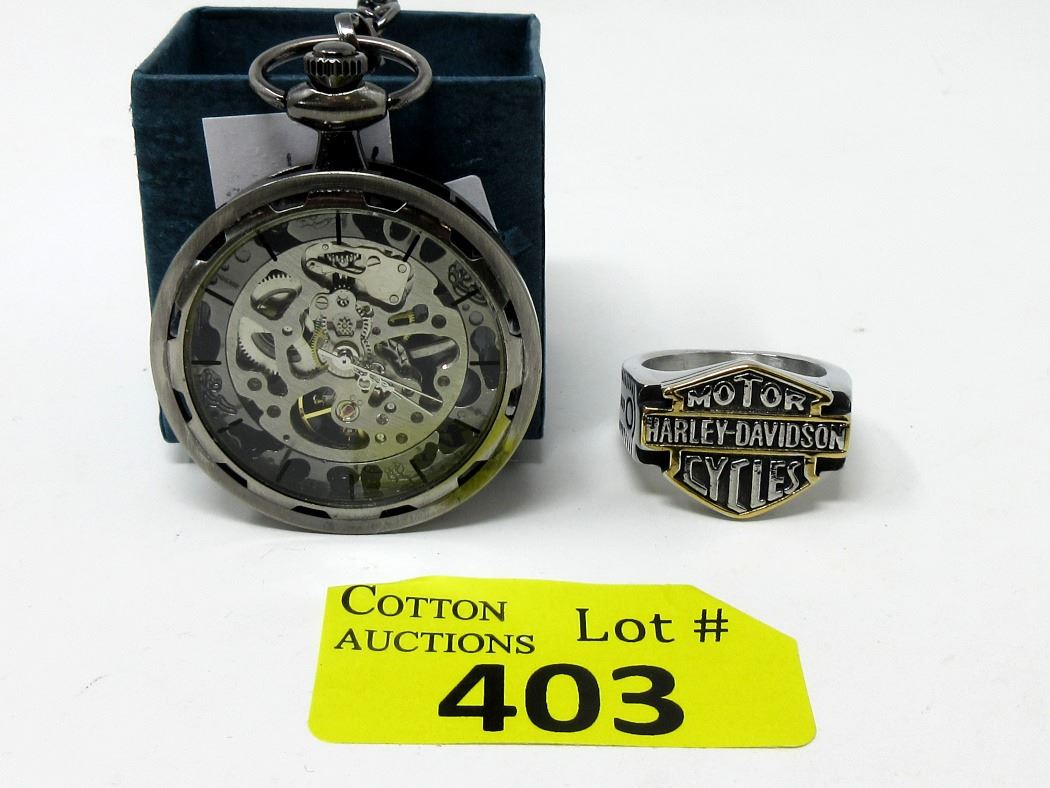 MOTOR
HARLEY-DAVIDSON
CYCLES
COTTON
AUCTIONS
Lot #
403